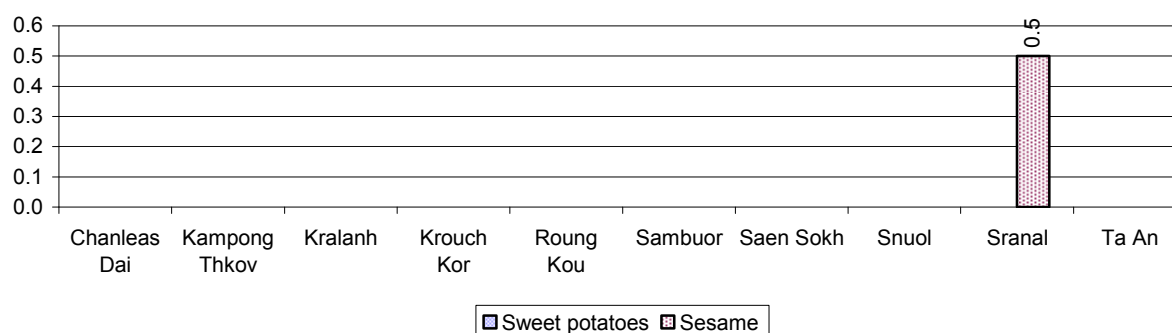 0.6
0.5
0.4
0.3
0.2
0.1
0.0
0.5
Chanleas Dai
Kampong Thkov
Kralanh
Krouch Kor
Roung Kou
Sambuor
Saen Sokh
Snuol
Sranal
Ta An
Sweet potatoes
Sesame